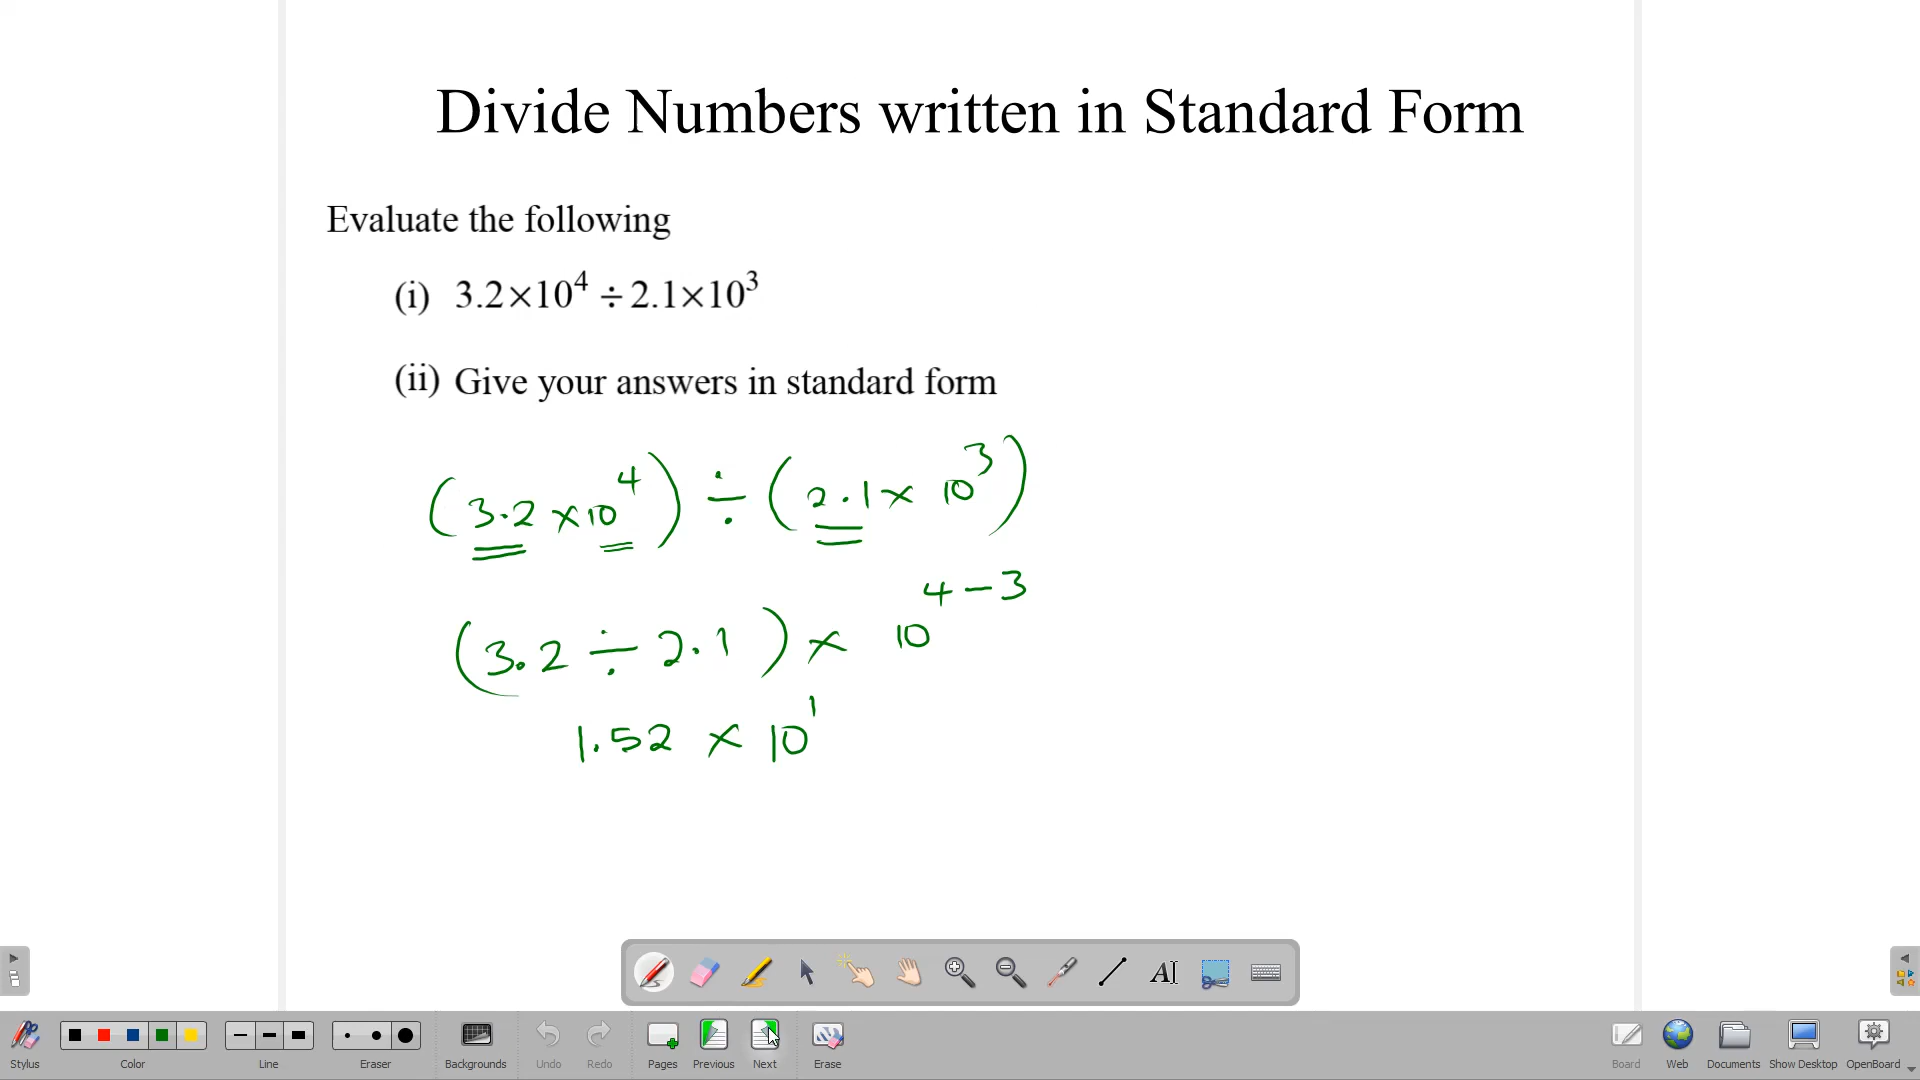 Divide Numbers written in Standard Form
Evaluate the following
(i) 3.2×10⁴ ÷ 2.1×10³
(ii) Give your answers in standard form
(3.2 × 10⁴) ÷ (2.1 × 10³)
(3.2 ÷ 2.1) × 10⁴⁻³
1.52 × 10¹
AI
Stylus Color Line Eraser Backgrounds Undo Redo Pages Previous Next Erase Board Web Documents Show Desktop OpenBoard